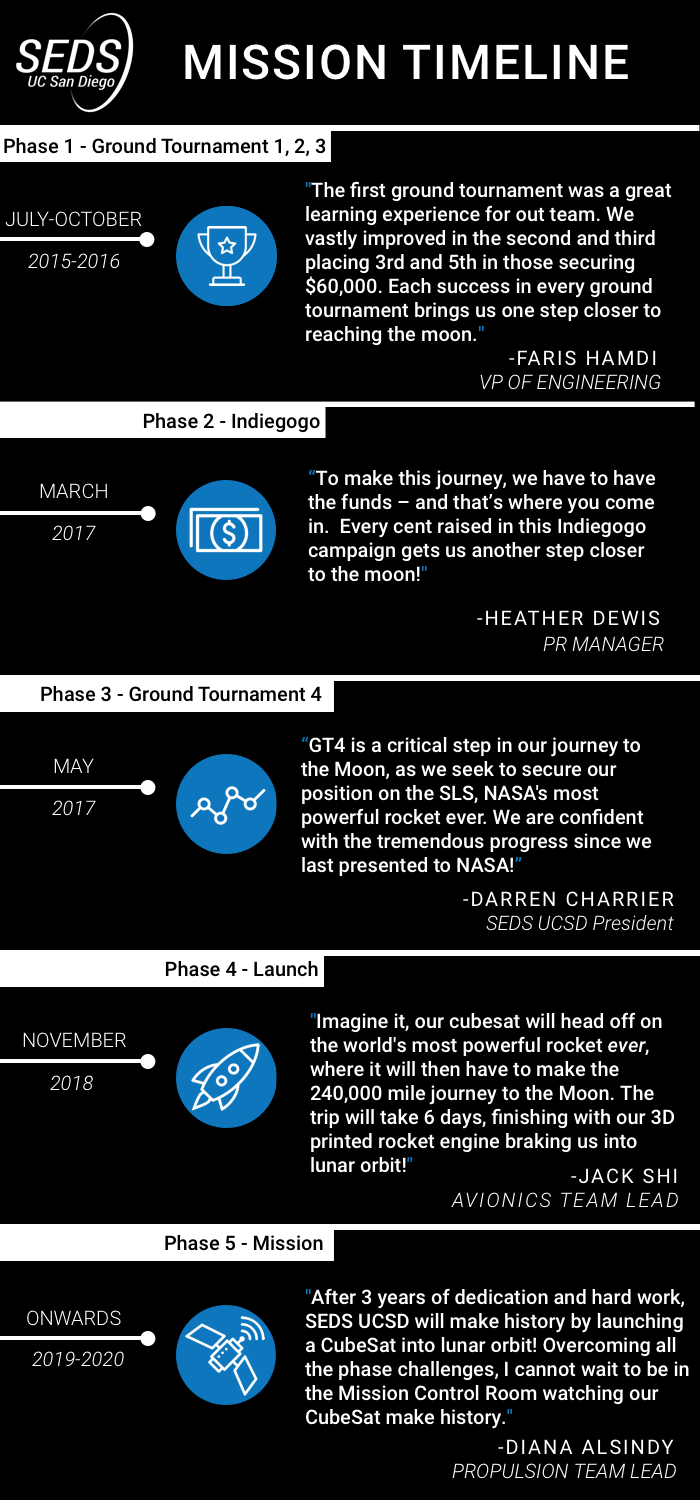 SEDS
UC San Diego
MISSION TIMELINE
Phase 1 - Ground Tournament 1, 2, 3
JULY-OCTOBER
2015-2016
"The first ground tournament was a great
learning experience for out team. We
vastly improved in the second and third
placing 3rd and 5th in those securing
$60,000. Each success in every ground
tournament brings us one step closer to
reaching the moon."
-FARIS HAMDI
VP OF ENGINEERING
Phase 2 - Indiegogo
MARCH
2017
$
“To make this journey, we have to have
the funds – and that’s where you come
in.  Every cent raised in this Indiegogo
campaign gets us another step closer
to the moon!"
-HEATHER DEWIS
PR MANAGER
Phase 3 - Ground Tournament 4
MAY
2017
“GT4 is a critical step in our journey to
the Moon, as we seek to secure our
position on the SLS, NASA's most
powerful rocket ever. We are confident
with the tremendous progress since we
last presented to NASA!”
-DARREN CHARRIER
SEDS UCSD President
Phase 4 - Launch
NOVEMBER
2018
"Imagine it, our cubesat will head off on
the world's most powerful rocket ever,
where it will then have to make the
240,000 mile journey to the Moon. The
trip will take 6 days, finishing with our 3D
printed rocket engine braking us into
lunar orbit!"
-JACK SHI
AVIONICS TEAM LEAD
Phase 5 - Mission
ONWARDS
2019-2020
"After 3 years of dedication and hard work,
SEDS UCSD will make history by launching
a CubeSat into lunar orbit! Overcoming all
the phase challenges, I cannot wait to be in
the Mission Control Room watching our
CubeSat make history."
-DIANA ALSINDY
PROPULSION TEAM LEAD